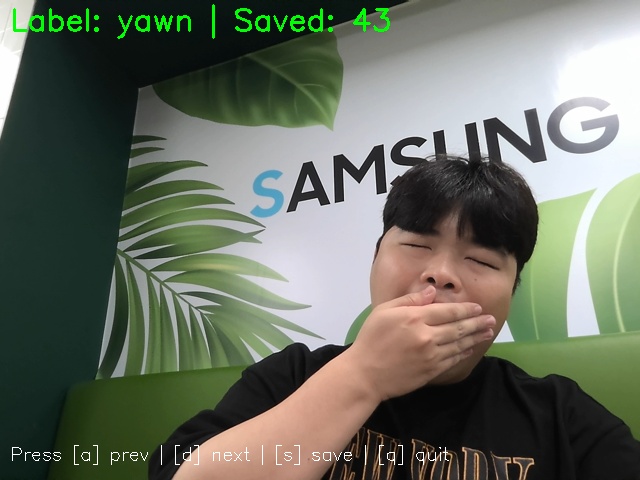 Label: yawn | Saved: 43
SAMSUNG
Press [a] prev | [d] next | [s] save | [q] quit